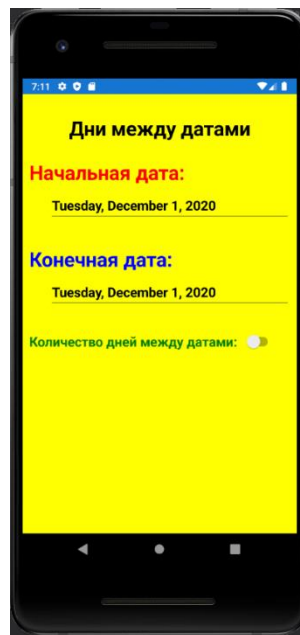 7:11
Дни между датами
Начальная дата:
Tuesday, December 1, 2020
Конечная дата:
Tuesday, December 1, 2020
Количество дней между датами: